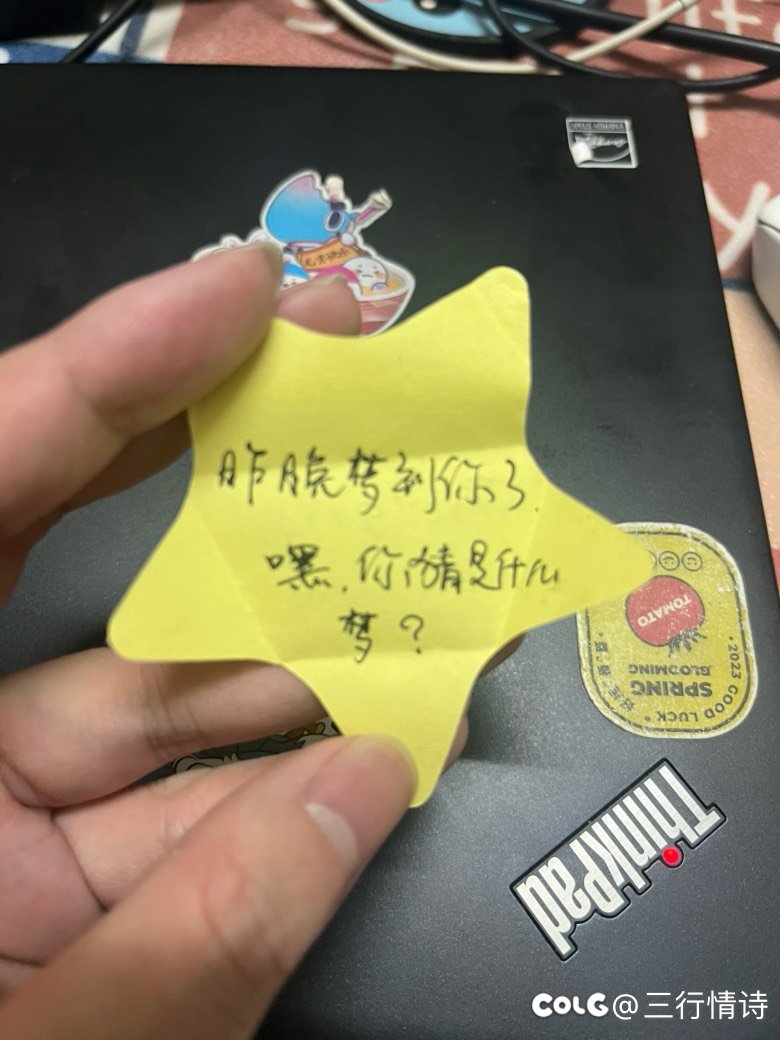 昨晚梦到你了.
嘿,你猜是什么
梦?
TOMATO
SPRING
BLOOMING
2023 GOOD LUCK
ThinkPad
COLG@三行情诗